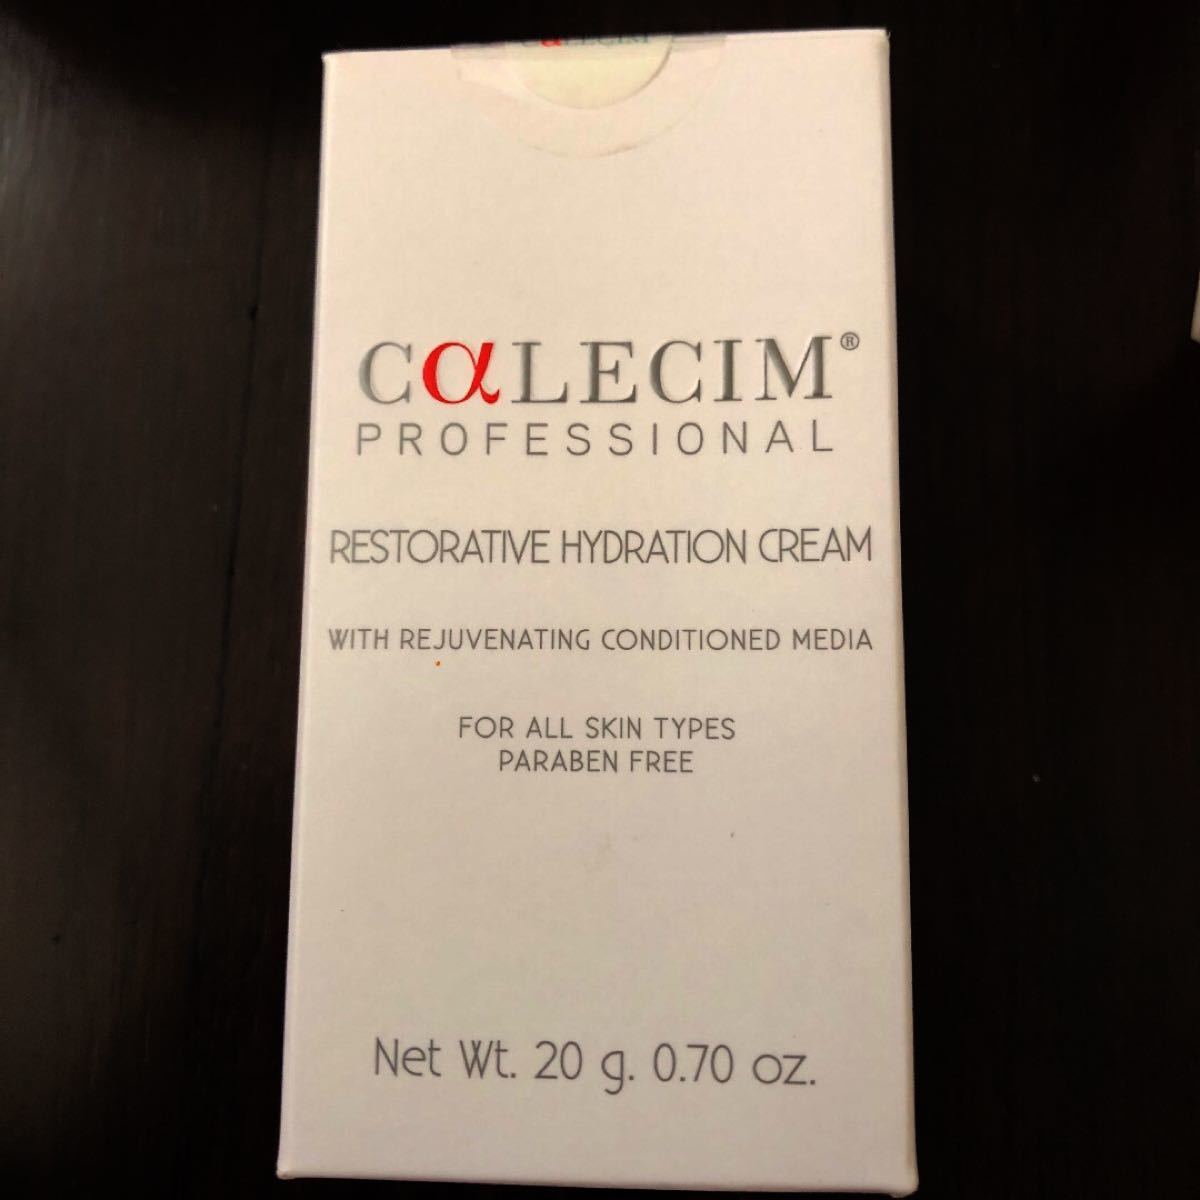 CαLECIM
CαLECIM®
PROFESSIONAL
RESTORATIVE HYDRATION CREAM
WITH REJUVENATING CONDITIONED MEDIA
FOR ALL SKIN TYPES
PARABEN FREE
Net Wt. 20 g. 0.70 oz.